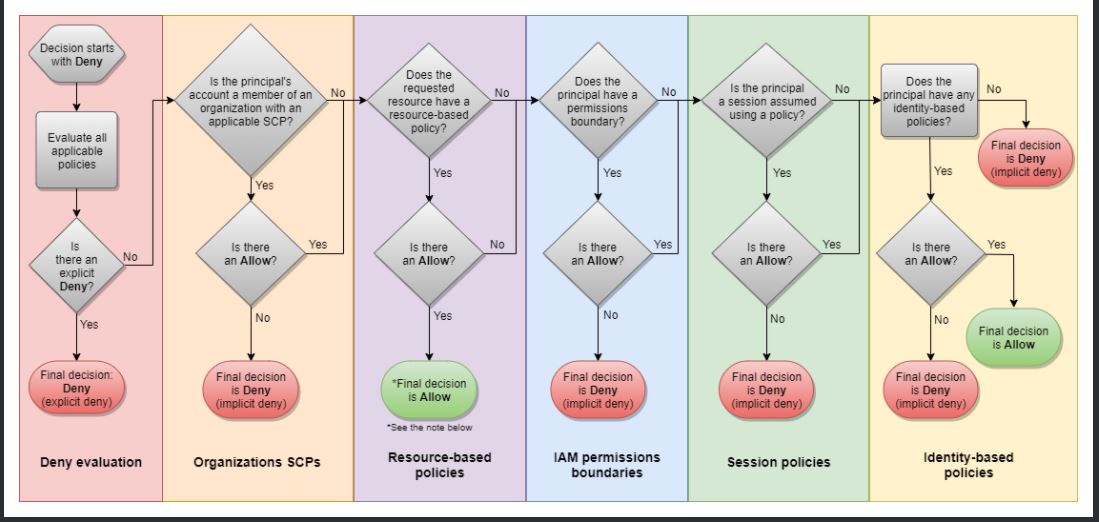 Decision starts
with Deny
Evaluate all
applicable
policies
Is
there an
explicit
Deny?
No
Yes
Final decision:
Deny
(explicit deny)
Deny evaluation
Is the principal's
account a member of an
organization with an
applicable SCP?
No
Yes
Is there
an Allow?
Yes
No
Final decision
is Deny
(implicit deny)
Organizations SCPs
Does the
requested
resource have a
resource-based
policy?
No
Yes
Is there
an Allow?
No
Yes
*Final decision
is Allow
*See the note below
Resource-based
policies
Does the
principal have a
permissions
boundary?
No
Yes
Is there
an Allow?
Yes
No
Final decision
is Deny
(implicit deny)
IAM permissions
boundaries
Is the principal
a session assumed
using a policy?
No
Yes
Is there
an Allow?
Yes
No
Final decision
is Deny
(implicit deny)
Session policies
Does the
principal have any
identity-based
policies?
No
Final decision
is Deny
(implicit deny)
Yes
Is there
an Allow?
Yes
Final decision
is Allow
No
Final decision
is Deny
(implicit deny)
Identity-based
policies